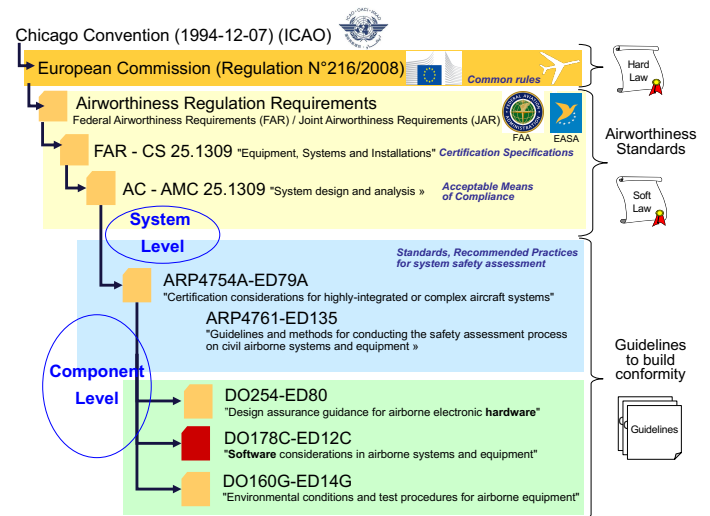 Chicago Convention (1994-12-07) (ICAO)
European Commission (Regulation N°216/2008)
Common rules
Hard
Law
Airworthiness Regulation Requirements
Federal Airworthiness Requirements (FAR) / Joint Airworthiness Requirements (JAR)
FAA
EASA
FAR - CS 25.1309 "Equipment, Systems and Installations" Certification Specifications
Airworthiness
Standards
AC - AMC 25.1309 "System design and analysis »
Acceptable Means
of Compliance
Soft
Law
System
Level
Standards, Recommended Practices
for system safety assessment
ARP4754A-ED79A
"Certification considerations for highly-integrated or complex aircraft systems"
ARP4761-ED135
"Guidelines and methods for conducting the safety assessment process
on civil airborne systems and equipment »
Component
Level
Guidelines
to build
conformity
Guidelines
DO254-ED80
"Design assurance guidance for airborne electronic hardware"
DO178C-ED12C
"Software considerations in airborne systems and equipment"
DO160G-ED14G
"Environmental conditions and test procedures for airborne equipment"